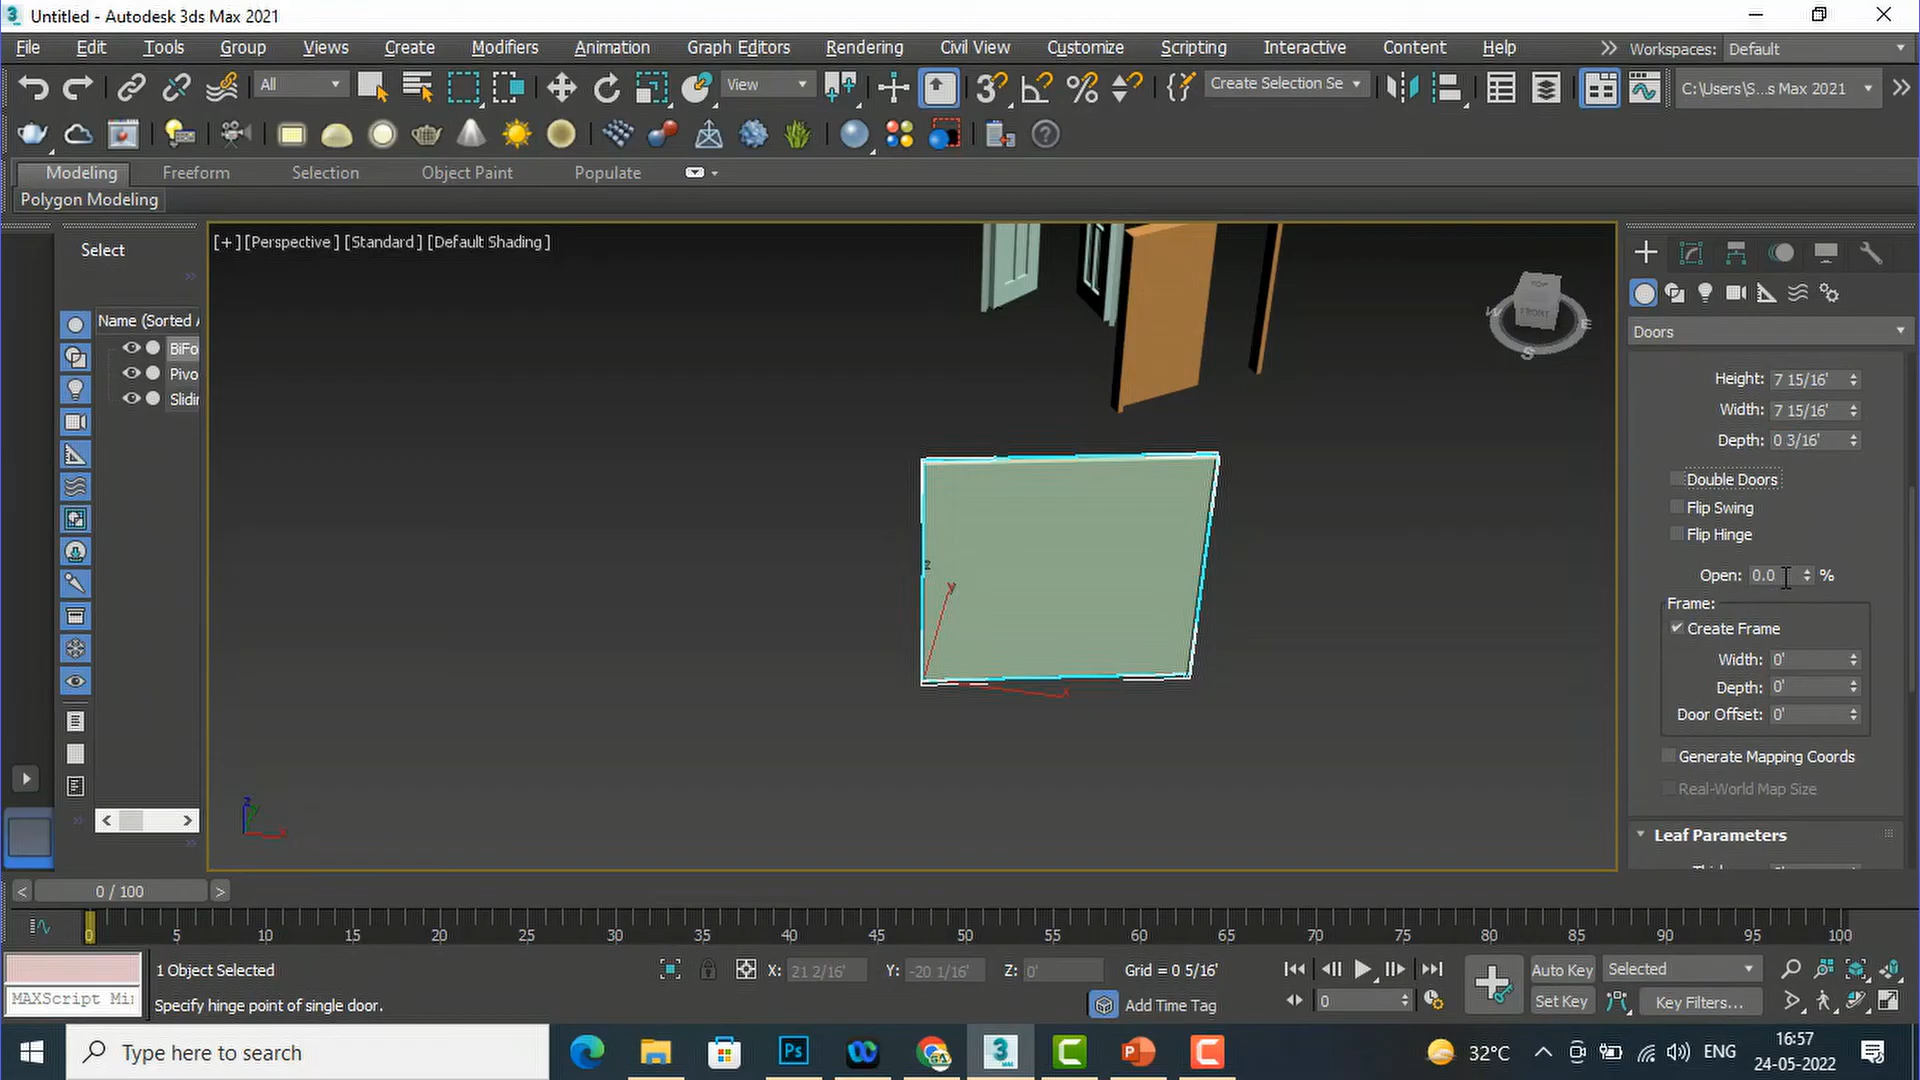 Untitled - Autodesk 3ds Max 2021
File Edit Tools Group Views Create Modifiers Animation Graph Editors Rendering Civil View Customize Scripting Interactive Content Help Workspaces: Default
All View Create Selection Se C:\Users\S...s Max 2021
Modeling Freeform Selection Object Paint Populate
Polygon Modeling
Select
[+] [Perspective] [Standard] [Default Shading]
Name (Sorted A
BiFo
Pivo
Slidin
TOP
FRONT
W
E
S
z
y
x
z
y
x
Doors
Height: 7 15/16'
Width: 7 15/16'
Depth: 0 3/16'
Double Doors
Flip Swing
Flip Hinge
Open: 0.0 %
Frame:
Create Frame
Width: 0'
Depth: 0'
Door Offset: 0'
Generate Mapping Coords
Real-World Map Size
Leaf Parameters
< 0 / 100 >
0 5 10 15 20 25 30 35 40 45 50 55 60 65 70 75 80 85 90 95 100
1 Object Selected X: 21 2/16' Y: -20 1/16' Z: 0' Grid = 0 5/16' Auto Key Selected
MAXScript Mi
Specify hinge point of single door. Add Time Tag 0 Set Key Key Filters...
Type here to search
Ps
3
MAX
P
32°C
ENG
16:57
24-05-2022